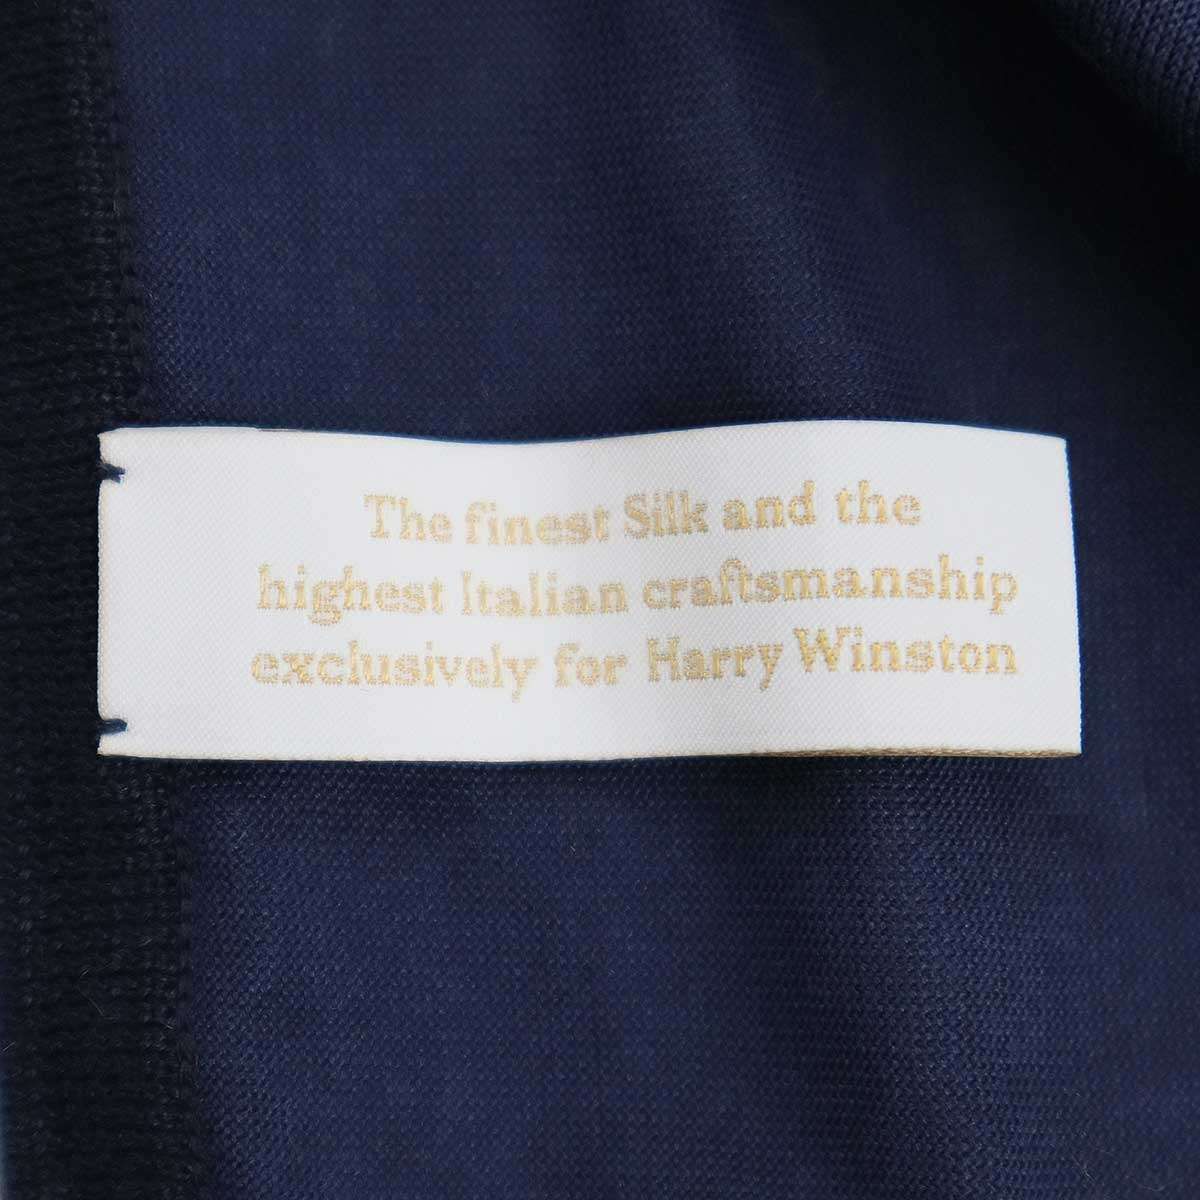 The finest Silk and the
highest Italian craftsmanship
exclusively for Harry Winston